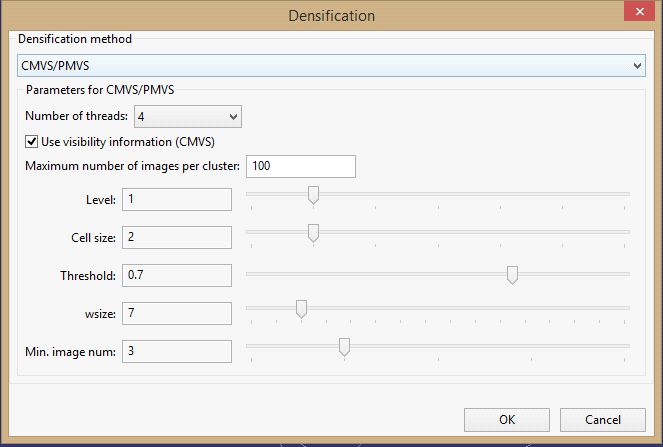 Densification
Densification method
CMVS/PMVS
Parameters for CMVS/PMVS
Number of threads: 4
Use visibility information (CMVS)
Maximum number of images per cluster: 100
Level: 1
Cell size: 2
Threshold: 0.7
wsize: 7
Min. image num: 3
OK Cancel